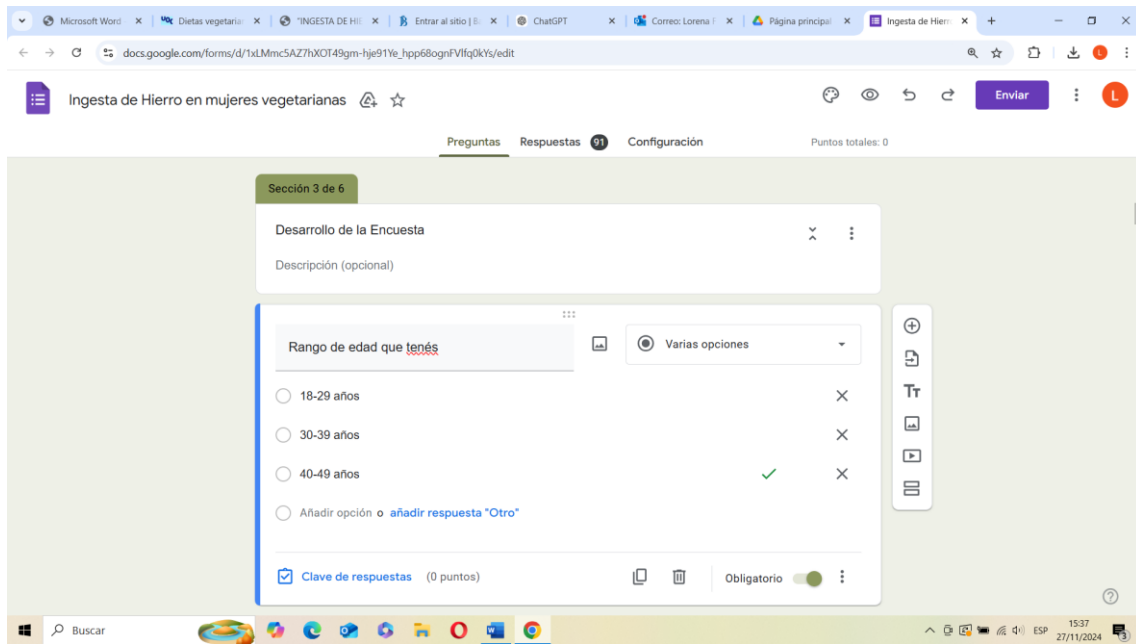 Microsoft Word
Dietas vegetaria
"INGESTA DE HIE
Entrar al sitio | B
ChatGPT
Correo: Lorena
Página principal
Ingesta de Hierr
docs.google.com/forms/d/1xLMmc5AZ7hXOT49gm-hje91Ye_hpp68ognFVlfq0kYs/edit
L
Ingesta de Hierro en mujeres vegetarianas
Enviar
L
Preguntas
Respuestas 91
Configuración
Puntos totales: 0
Sección 3 de 6
Desarrollo de la Encuesta
Descripción (opcional)
Rango de edad que tenés
Varias opciones
18-29 años
30-39 años
40-49 años
Añadir opción o añadir respuesta "Otro"
Clave de respuestas (0 puntos)
Obligatorio
Buscar
ESP
15:37
27/11/2024